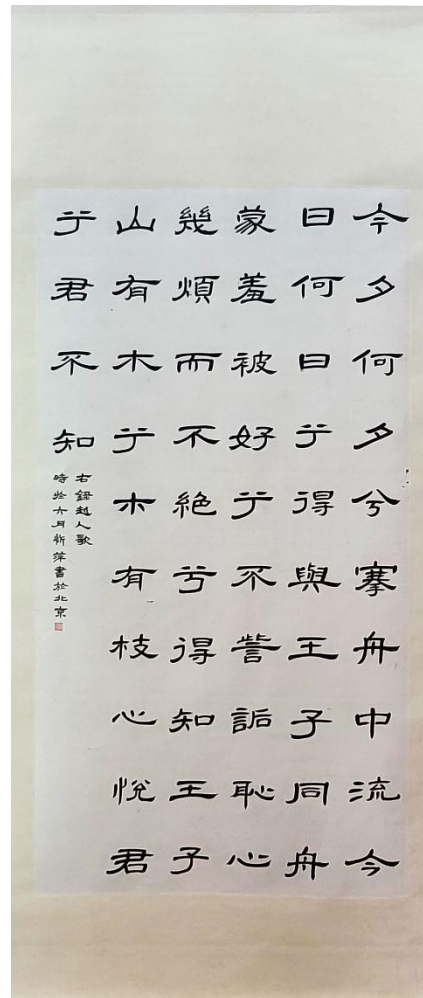 今夕何夕兮搴舟中流今
日何日兮得與王子同舟
蒙羞被好兮不訾詬恥心
幾煩而不絕兮得知王子
山有木兮木有枝心悅君
兮君不知
右錄越人歌
時於六月萍書於北京